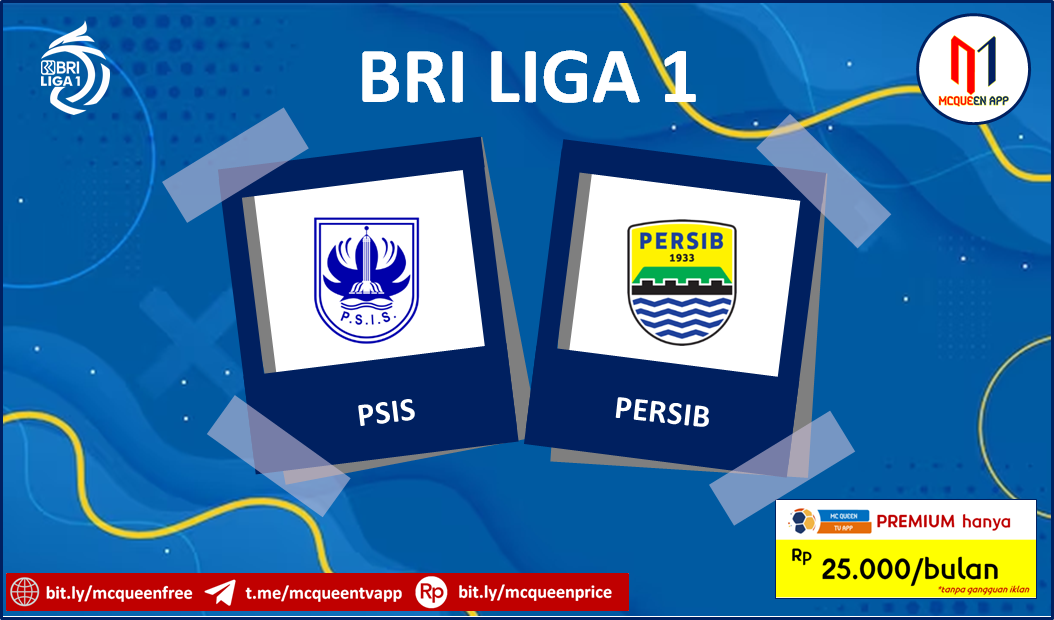 BRI
LIGA 1
BRI LIGA 1
M1
MCQUEEN APP
P.S.I.S.
PERSIB
1933
PSIS
PERSIB
MC QUEEN
TV APP
PREMIUM hanya
Rp 25.000/bulan
*tanpa gangguan iklan
bit.ly/mcqueenfree
t.me/mcqueentvapp
Rp
bit.ly/mcqueenprice